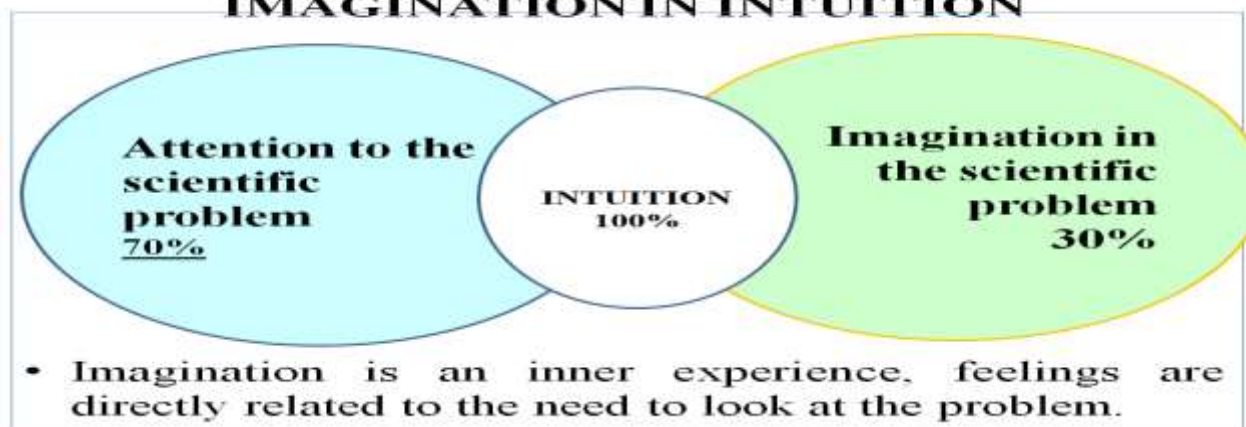 IMAGINATION IN INTUITION
Attention to the
scientific
problem
70%
INTUITION
100%
Imagination in
the scientific
problem
30%
• Imagination is an inner experience, feelings are
directly related to the need to look at the problem.